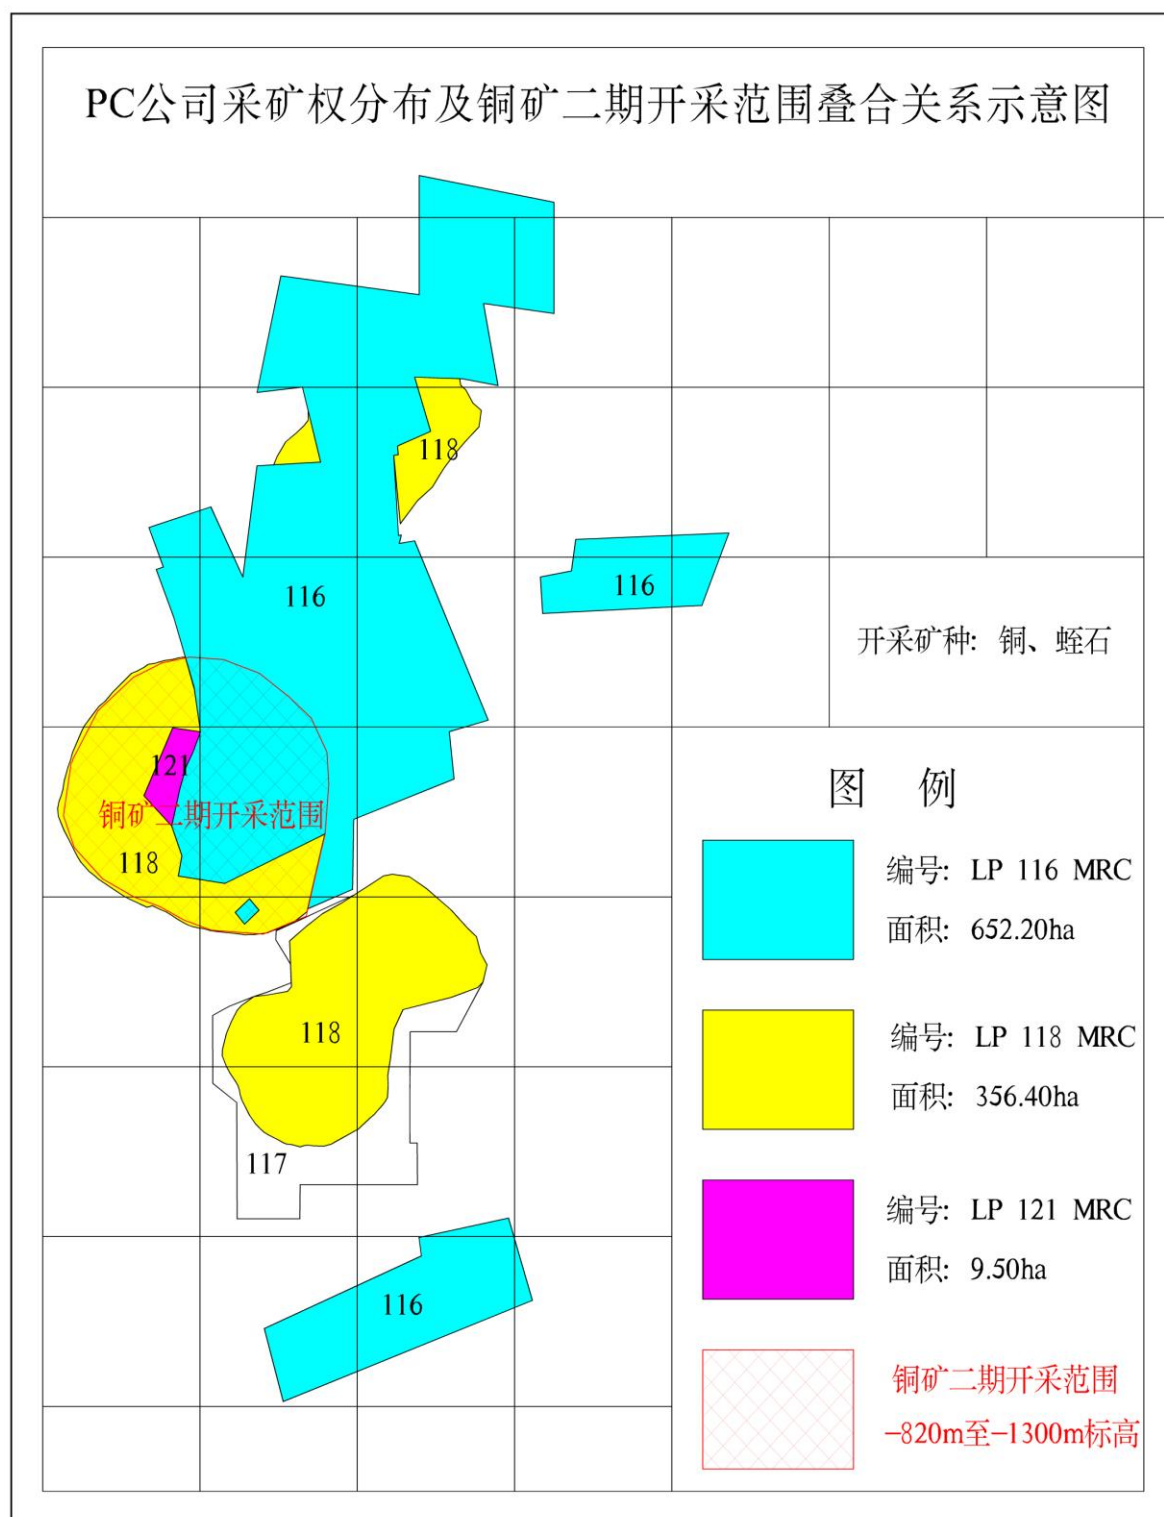 PC公司采矿权分布及铜矿二期开采范围叠合关系示意图
118
116
116
开采矿种: 铜、蛭石
121
铜矿二期开采范围
118
118
117
116
图 例
编号: LP 116 MRC
面积: 652.20ha
编号: LP 118 MRC
面积: 356.40ha
编号: LP 121 MRC
面积: 9.50ha
铜矿二期开采范围
-820m至-1300m标高